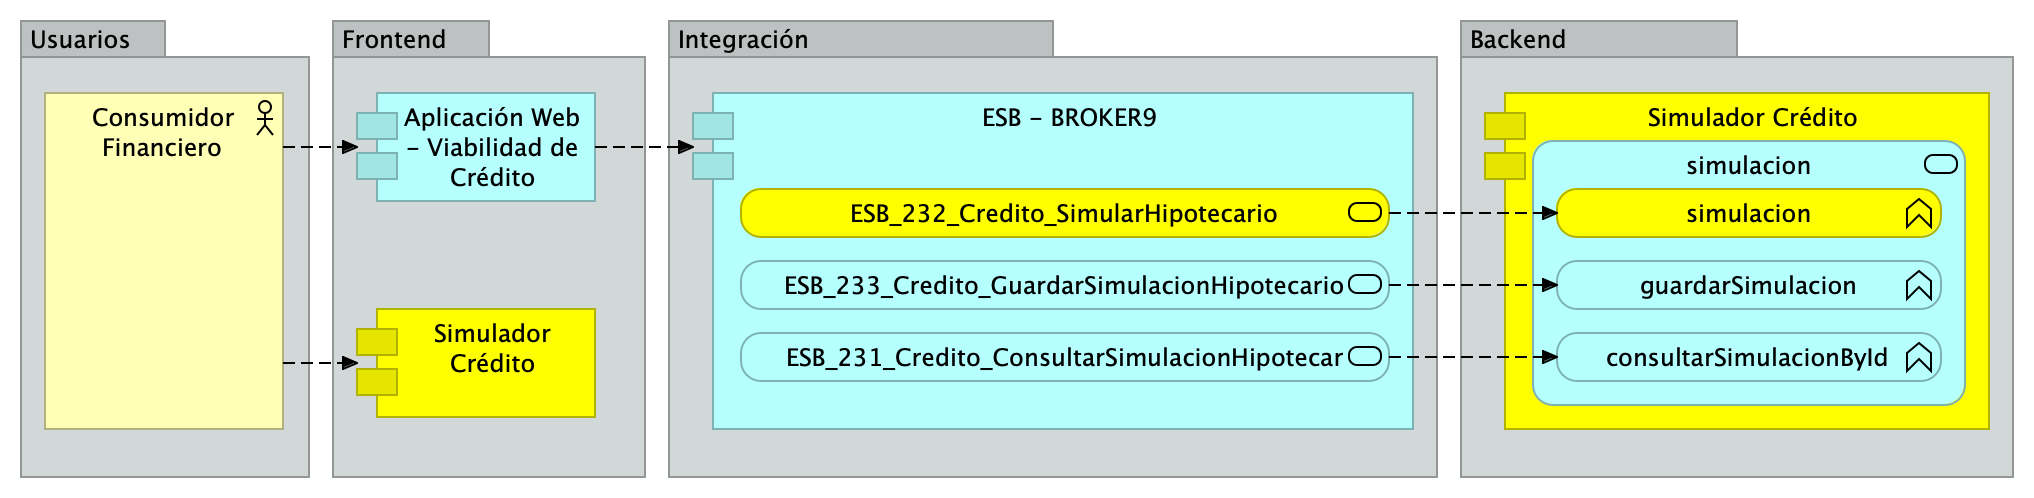 Usuarios
Consumidor
Financiero
Frontend
Aplicación Web
- Viabilidad de
Crédito
Simulador
Crédito
Integración
ESB - BROKER9
ESB_232_Credito_SimularHipotecario
ESB_233_Credito_GuardarSimulacionHipotecario
ESB_231_Credito_ConsultarSimulacionHipotecar
Backend
Simulador Crédito
simulacion
simulacion
guardarSimulacion
consultarSimulacionById